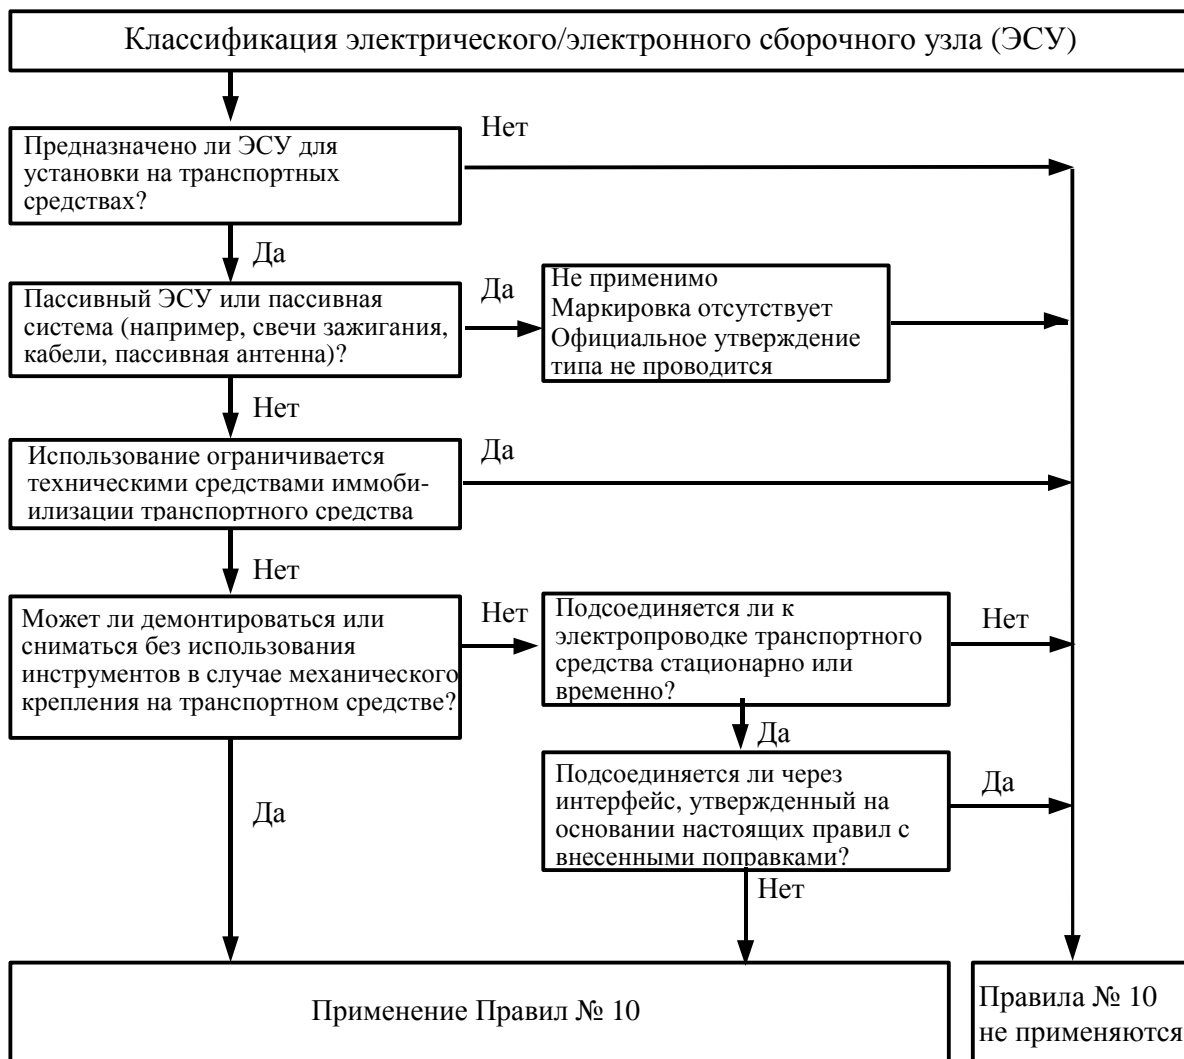 Классификация электрического/электронного сборочного узла (ЭСУ)
Нет
Предназначено ли ЭСУ для
установки на транспортных
средствах?
Да
Пассивный ЭСУ или пассивная
система (например, свечи зажигания,
кабели, пассивная антенна)?
Да
Не применимо
Маркировка отсутствует
Официальное утверждение
типа не проводится
Нет
Использование ограничивается
техническими средствами иммоби-
илизации транспортного средства
Да
Нет
Может ли демонтироваться или
сниматься без использования
инструментов в случае механического
крепления на транспортном средстве?
Нет
Подсоединяется ли к
электропроводке транспортного
средства стационарно или
временно?
Нет
Да
Подсоединяется ли через
интерфейс, утвержденный на
основании настоящих правил с
внесенными поправками?
Да
Да
Нет
Применение Правил № 10
Правила № 10
не применяются